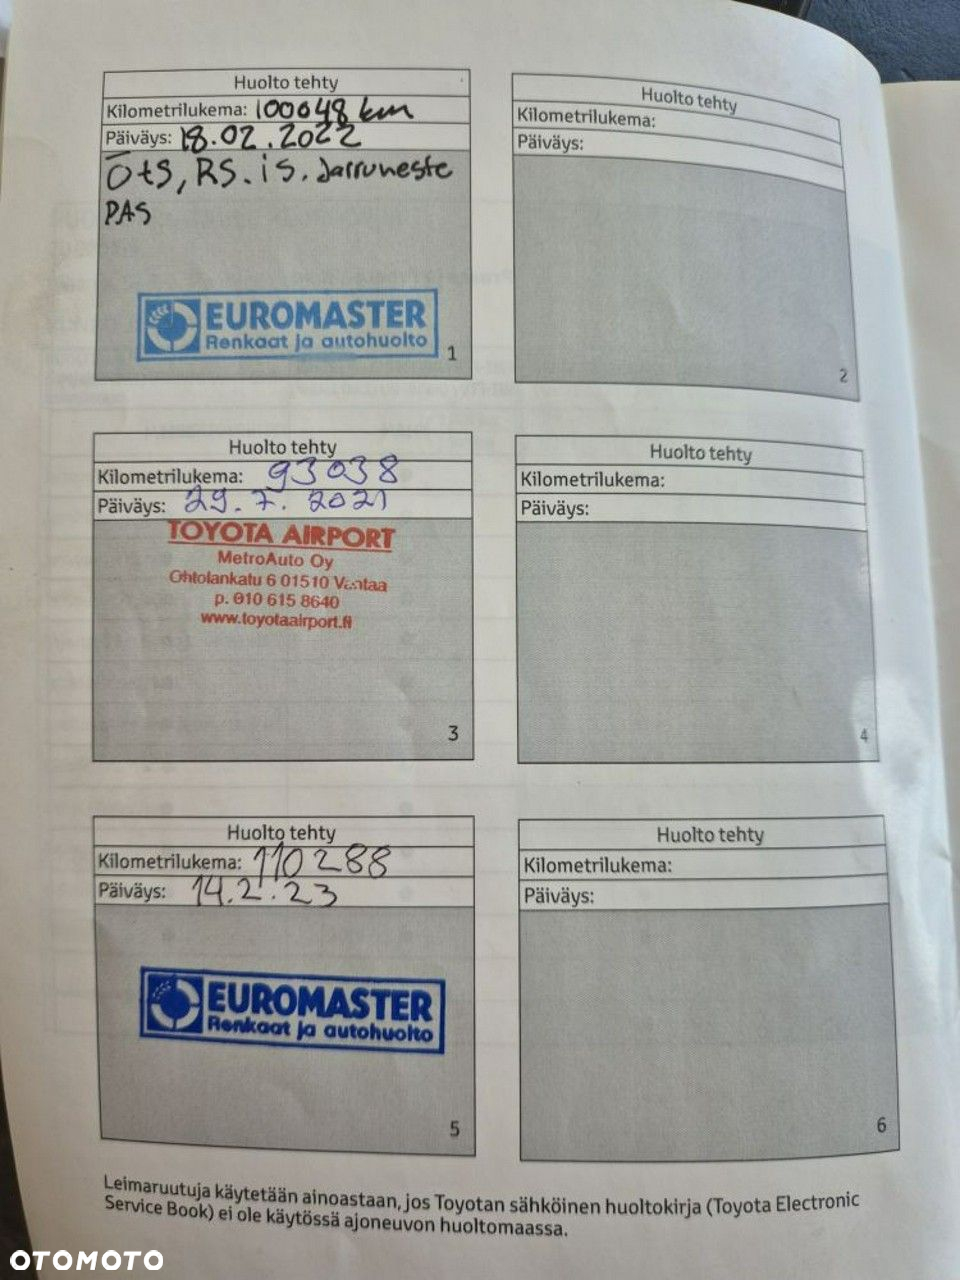 Huolto tehty
Kilometrilukema: 100048 km
Päiväys: 18.02.2022
ÖtS, RS. iS. Jarruneste
PAS
EUROMASTER
Renkaat ja autohuolto
1
Huolto tehty
Kilometrilukema:
Päiväys:
2
Huolto tehty
Kilometrilukema: 93038
Päiväys: 29.7.2021
TOYOTA AIRPORT
MetroAuto Oy
Ohtolankatu 6 01510 Vantaa
p. 010 615 8640
www.toyotaairport.fi
3
Huolto tehty
Kilometrilukema:
Päiväys:
4
Huolto tehty
Kilometrilukema: 110288
Päiväys: 14.2.23
EUROMASTER
Renkaat ja autohuolto
5
Huolto tehty
Kilometrilukema:
Päiväys:
6
Leimaruutuja käytetään ainoastaan, jos Toyotan sähköinen huoltokirja (Toyota Electronic
Service Book) ei ole käytössä ajoneuvon huoltomaassa.
OTOMOTO